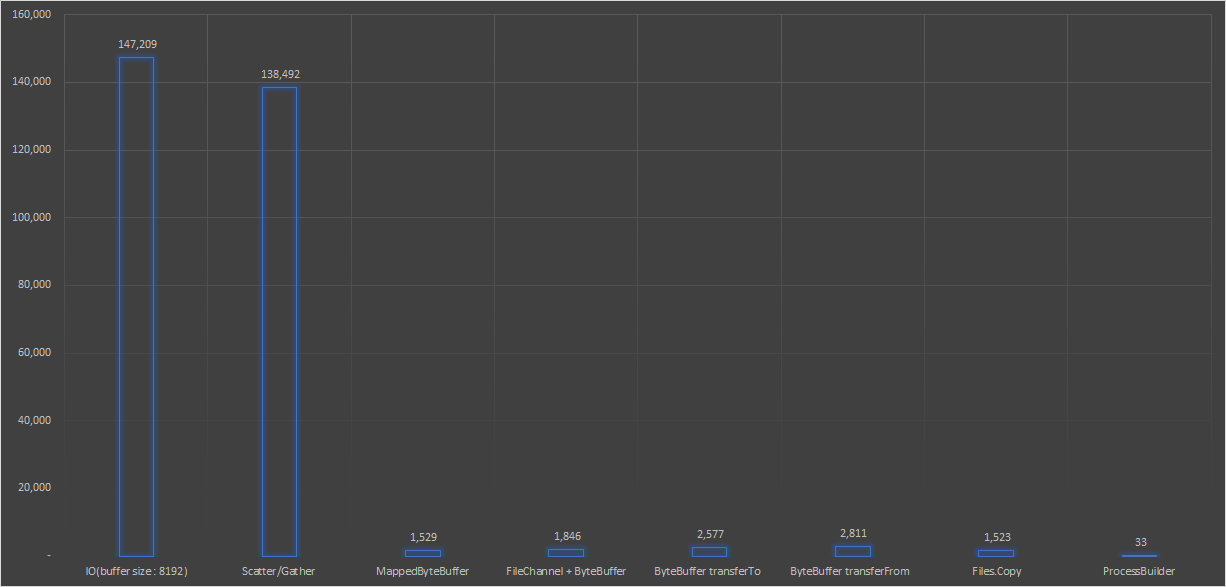 160,000
147,209
138,492
140,000
120,000
100,000
80,000
60,000
40,000
20,000
1,529
1,846
2,577
2,811
1,523
33
-
IO(buffer size : 8192)
Scatter/Gather
MappedByteBuffer
FileChannel + ByteBuffer
ByteBuffer transferTo
ByteBuffer transferFrom
Files.Copy
ProcessBuilder